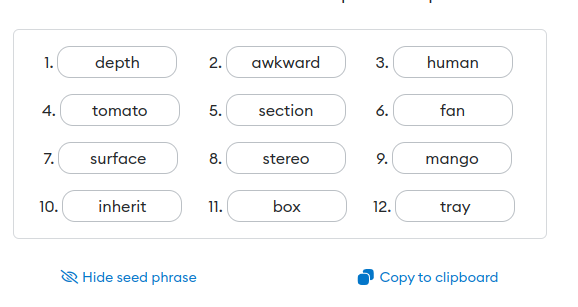 1. depth 2. awkward 3. human
4. tomato 5. section 6. fan
7. surface 8. stereo 9. mango
10. inherit 11. box 12. tray
Hide seed phrase Copy to clipboard